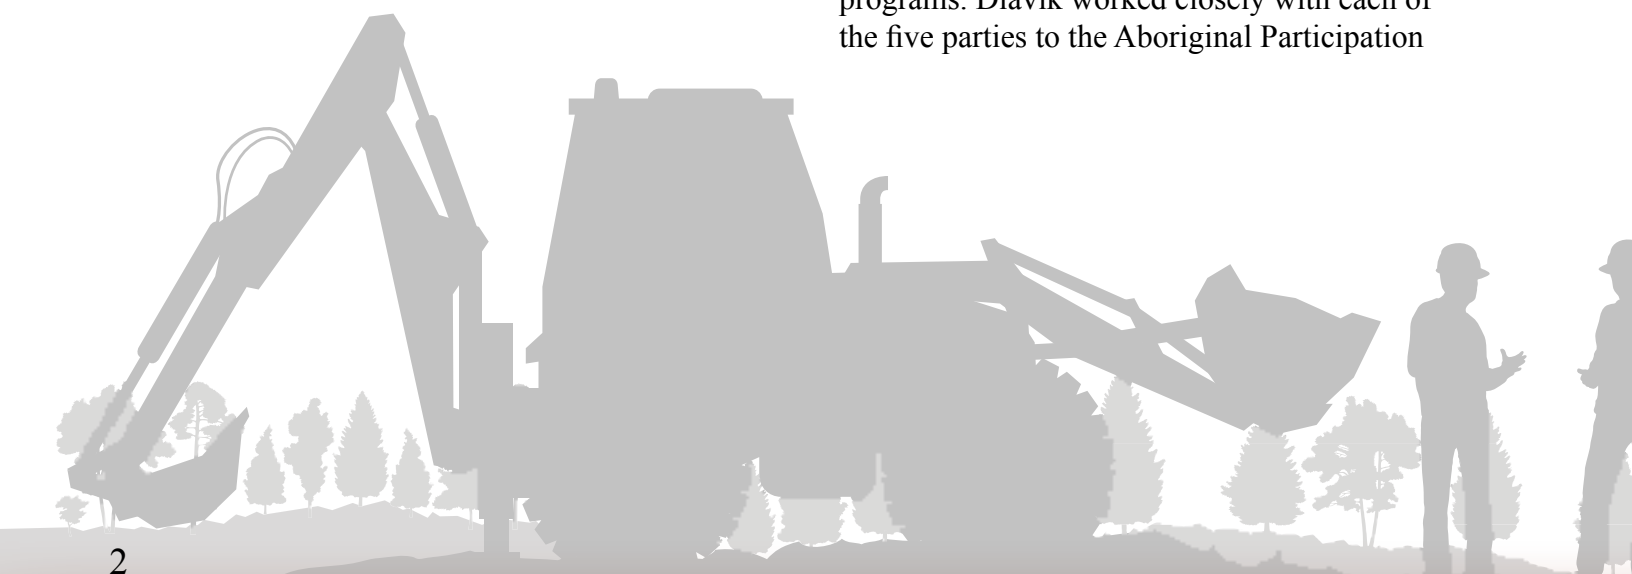 programs. Diavik worked closely with each of
the five parties to the Aboriginal Participation
2